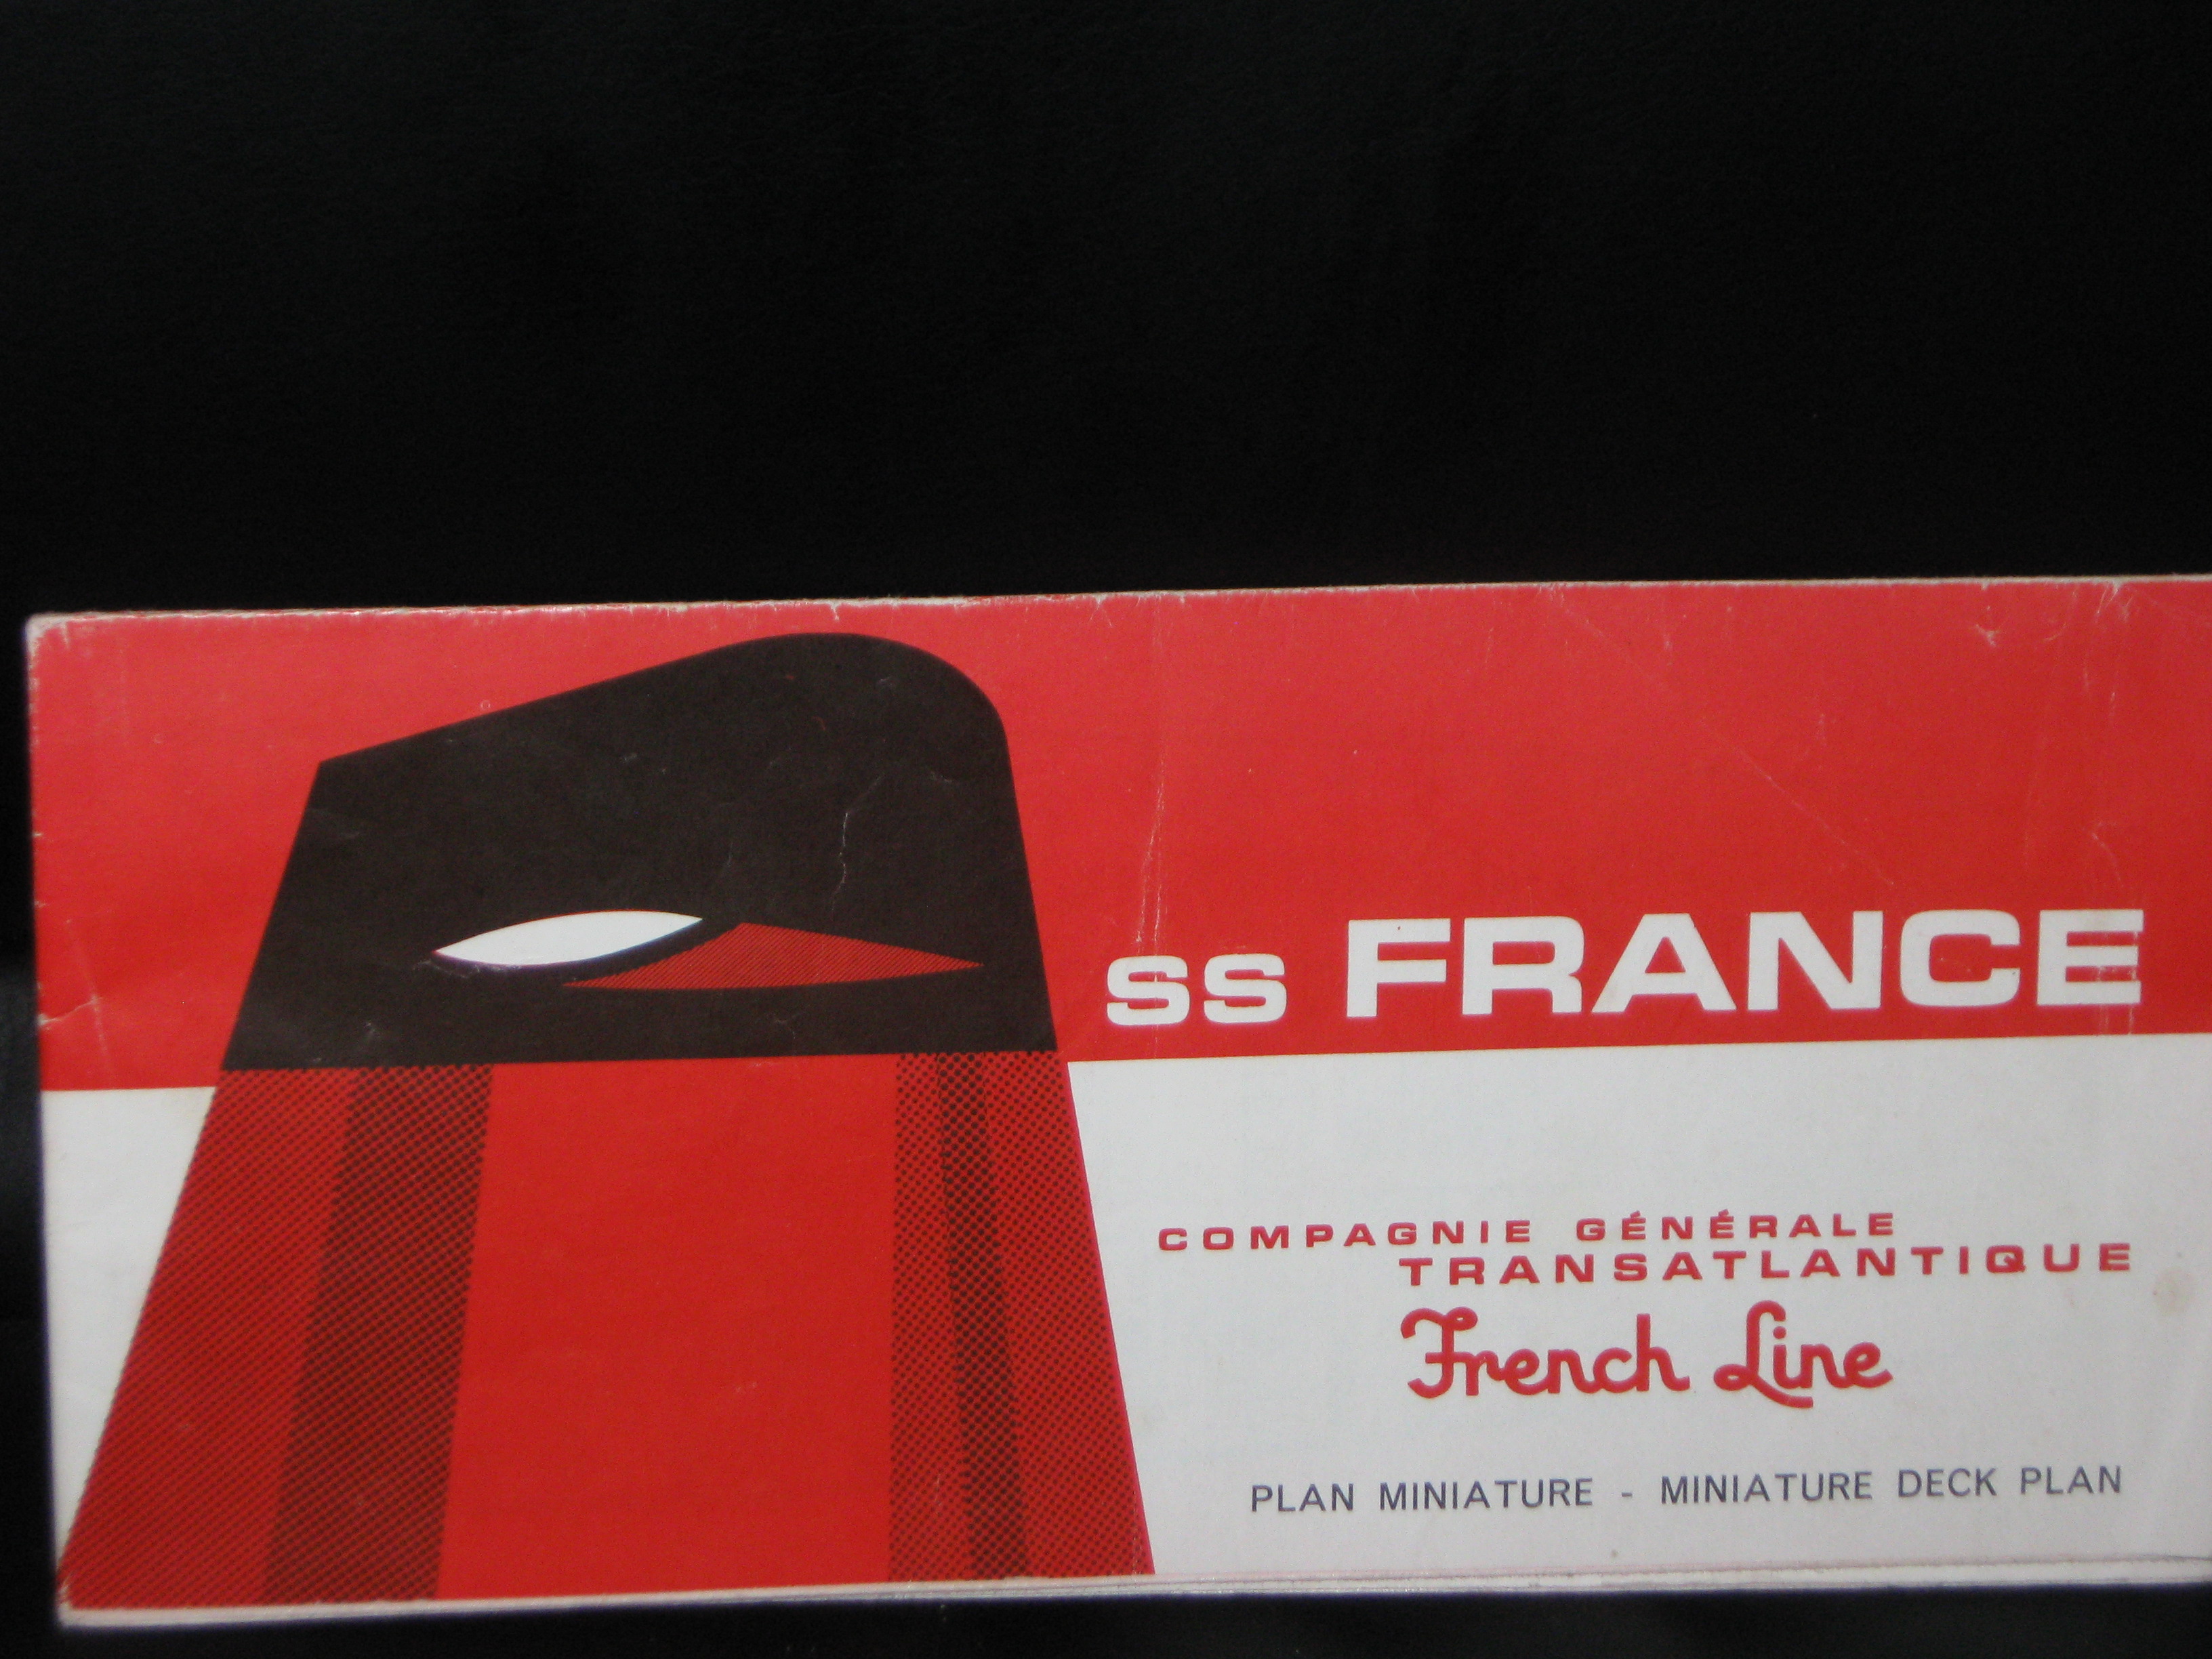 ss FRANCE
COMPAGNIE GÉNÉRALE
TRANSATLANTIQUE
French Line
PLAN MINIATURE - MINIATURE DECK PLAN